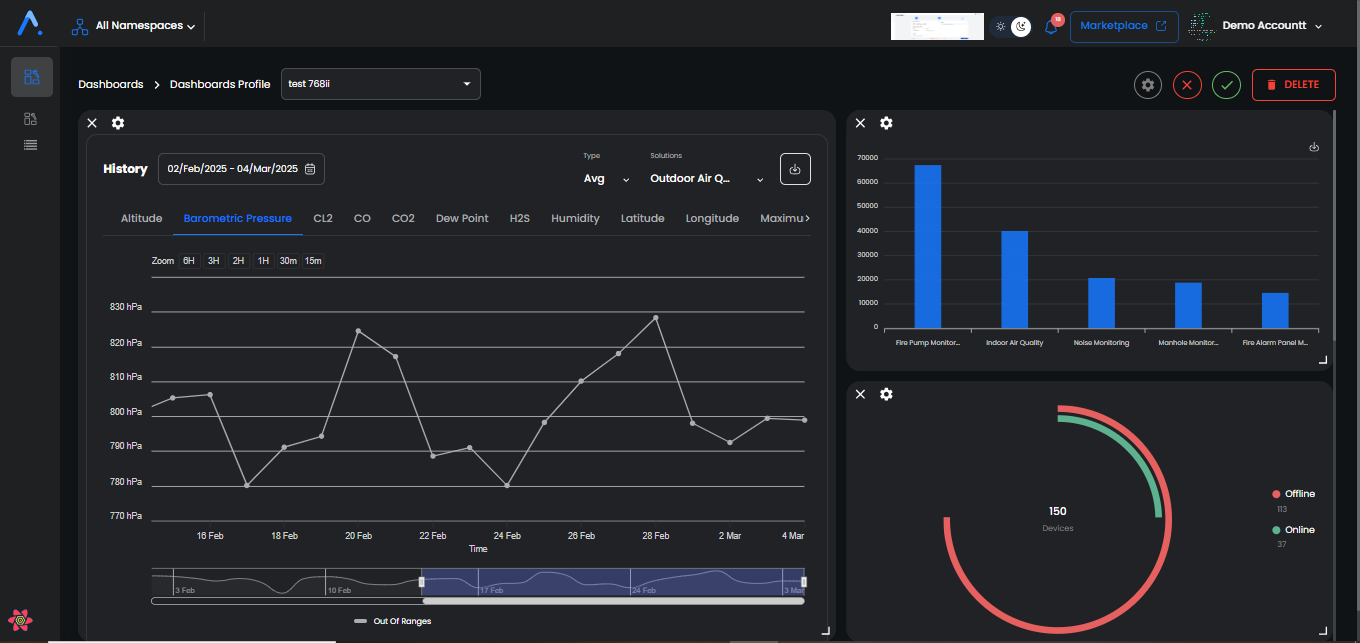 All Namespaces
18
Marketplace
Demo Accountt
Dashboards
Dashboards Profile
test 768ii
DELETE
History
02/Feb/2025 - 04/Mar/2025
Type
Avg
Solutions
Outdoor Air Q...
Altitude
Barometric Pressure
CL2
CO
CO2
Dew Point
H2S
Humidity
Latitude
Longitude
Maximu
Zoom 6H 3H 2H 1H 30m 15m
830 hPa
820 hPa
810 hPa
800 hPa
790 hPa
780 hPa
770 hPa
16 Feb 18 Feb 20 Feb 22 Feb 24 Feb 26 Feb 28 Feb 2 Mar 4 Mar
Time
3 Feb 10 Feb 17 Feb 24 Feb 3 Mar
Out Of Ranges
70000
60000
50000
40000
30000
20000
10000
0
Fire Pump Monitor... Indoor Air Quality Noise Monitoring Manhole Monitor... Fire Alarm Panel M...
150
Devices
Offline
113
Online
37